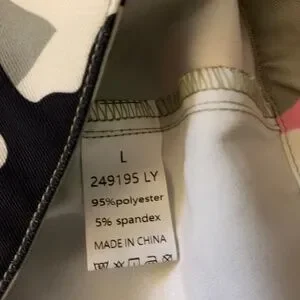 L
249195 LY
95%polyester
5% spandex
MADE IN CHINA